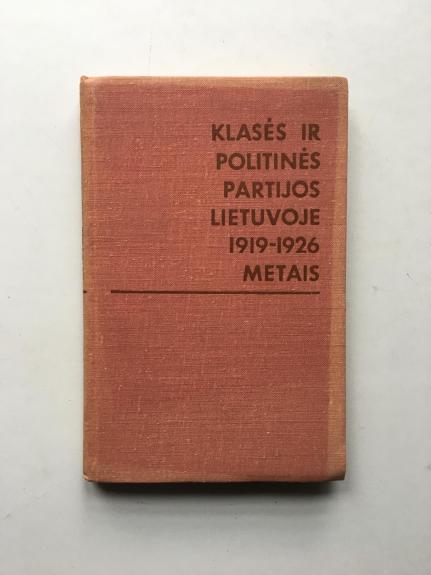 KLASĖS IR
POLITINĖS
PARTIJOS
LIETUVOJE
1919-1926
METAIS